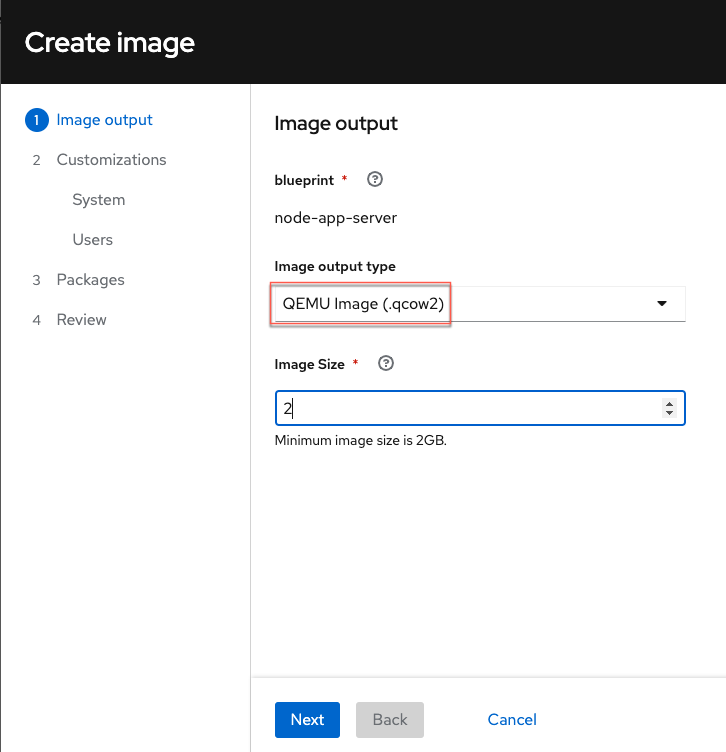 Create image
1 Image output
2 Customizations
System
Users
3 Packages
4 Review
Image output
blueprint *
node-app-server
Image output type
QEMU Image (.qcow2)
Image Size *
2
Minimum image size is 2GB.
Next Back Cancel